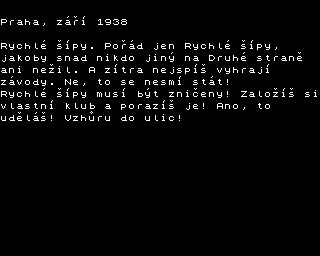 Praha, září 1938
Rychlé šípy. Pořád jen Rychlé šípy,
jakoby snad nikdo jiný na Druhé straně
ani nežil. A zítra nejspíš vyhrají
závody. Ne, to se nesmí stát!
Rychlé šípy musí být zničeny! Založíš si
vlastní klub a porazíš je! Ano, to
uděláš! Vzhůru do ulic!